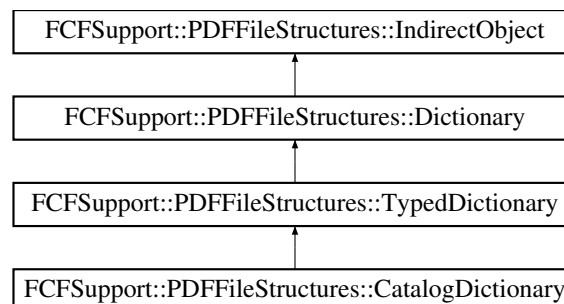 FCFSupport::PDFFileStructures::IndirectObject
FCFSupport::PDFFileStructures::Dictionary
FCFSupport::PDFFileStructures::TypedDictionary
FCFSupport::PDFFileStructures::CatalogDictionary